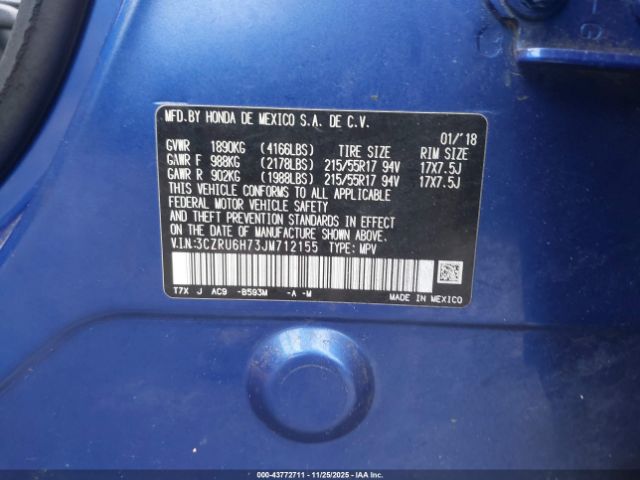 MFD. BY HONDA DE MEXICO S.A. DE C.V.
01/'18
GVWR 1890KG (4166LBS) TIRE SIZE RIM SIZE
GAWR F 988KG (2178LBS) 215/55R17 94V 17X7.5J
GAWR R 902KG (1988LBS) 215/55R17 94V 17X7.5J
THIS VEHICLE CONFORMS TO ALL APPLICABLE
FEDERAL MOTOR VEHICLE SAFETY
AND THEFT PREVENTION STANDARDS IN EFFECT
ON THE DATE OF MANUFACTURE SHOWN ABOVE.
V.I.N:3CZRU6H73JM712155 TYPE: MPV
T7X J AC9 -B593M -A -M
MADE IN MEXICO
G
000-43772711 - 11/25/2025 - IAAI.COM